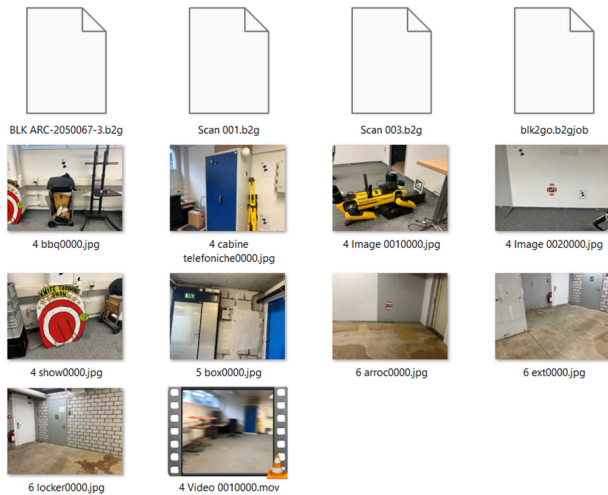 BLK ARC-2050067-3.b2g
Scan 001.b2g
Scan 003.b2g
blk2go.b2gjob
4 bbq0000.jpg
4 cabine
telefoniche0000.jpg
4 Image 0010000.jpg
4 Image 0020000.jpg
4 show0000.jpg
5 box0000.jpg
6 arroc0000.jpg
6 ext0000.jpg
6 locker0000.jpg
4 Video 0010000.mov